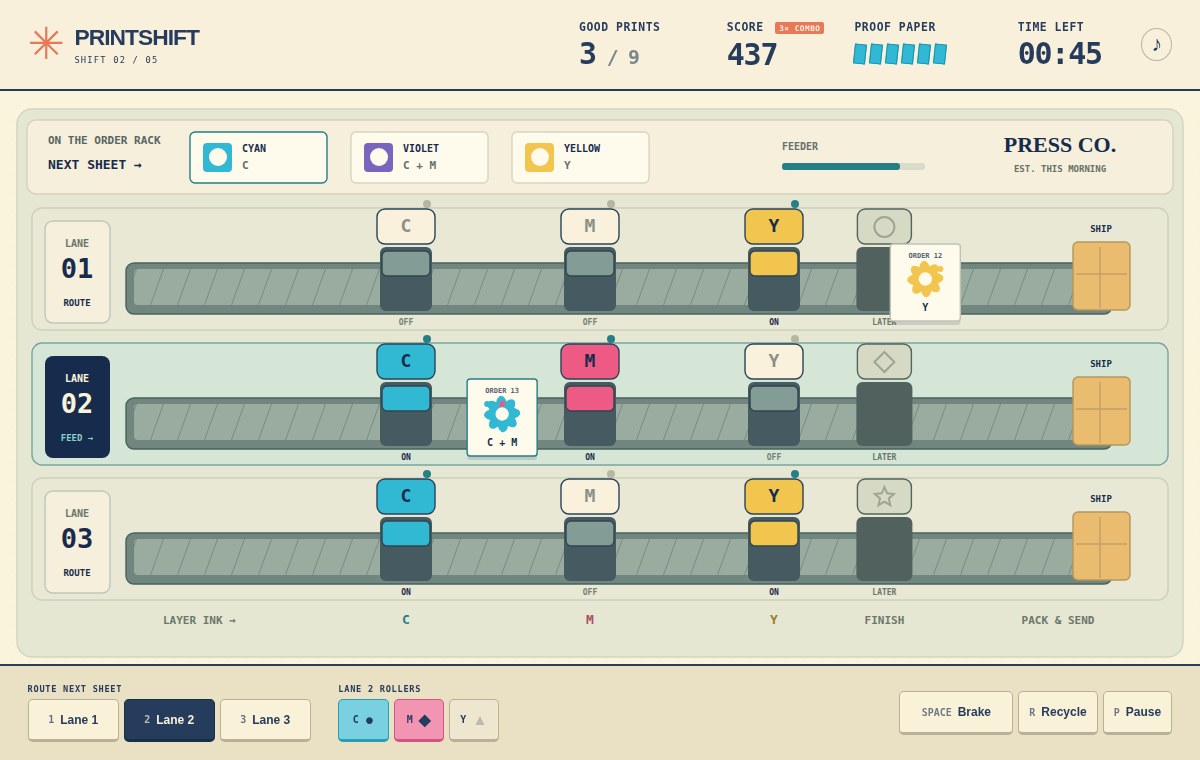 PRINTSHIFT
SHIFT 02 / 05
GOOD PRINTS
3 / 9
SCORE 3× COMBO
437
PROOF PAPER
TIME LEFT
00:45
♪
ON THE ORDER RACK
NEXT SHEET →
CYAN
C
VIOLET
C + M
YELLOW
Y
FEEDER
PRESS CO.
EST. THIS MORNING
LANE
01
ROUTE
C
OFF
M
OFF
Y
ON
LATER
ORDER 12
Y
SHIP
LANE
02
FEED →
C
ON
ORDER 13
C + M
M
ON
Y
OFF
LATER
SHIP
LANE
03
ROUTE
C
ON
M
OFF
Y
ON
LATER
SHIP
LAYER INK → C M Y FINISH PACK & SEND
ROUTE NEXT SHEET
1 Lane 1
2 Lane 2
3 Lane 3
LANE 2 ROLLERS
C ●
M ◆
Y ▲
SPACE Brake
R Recycle
P Pause